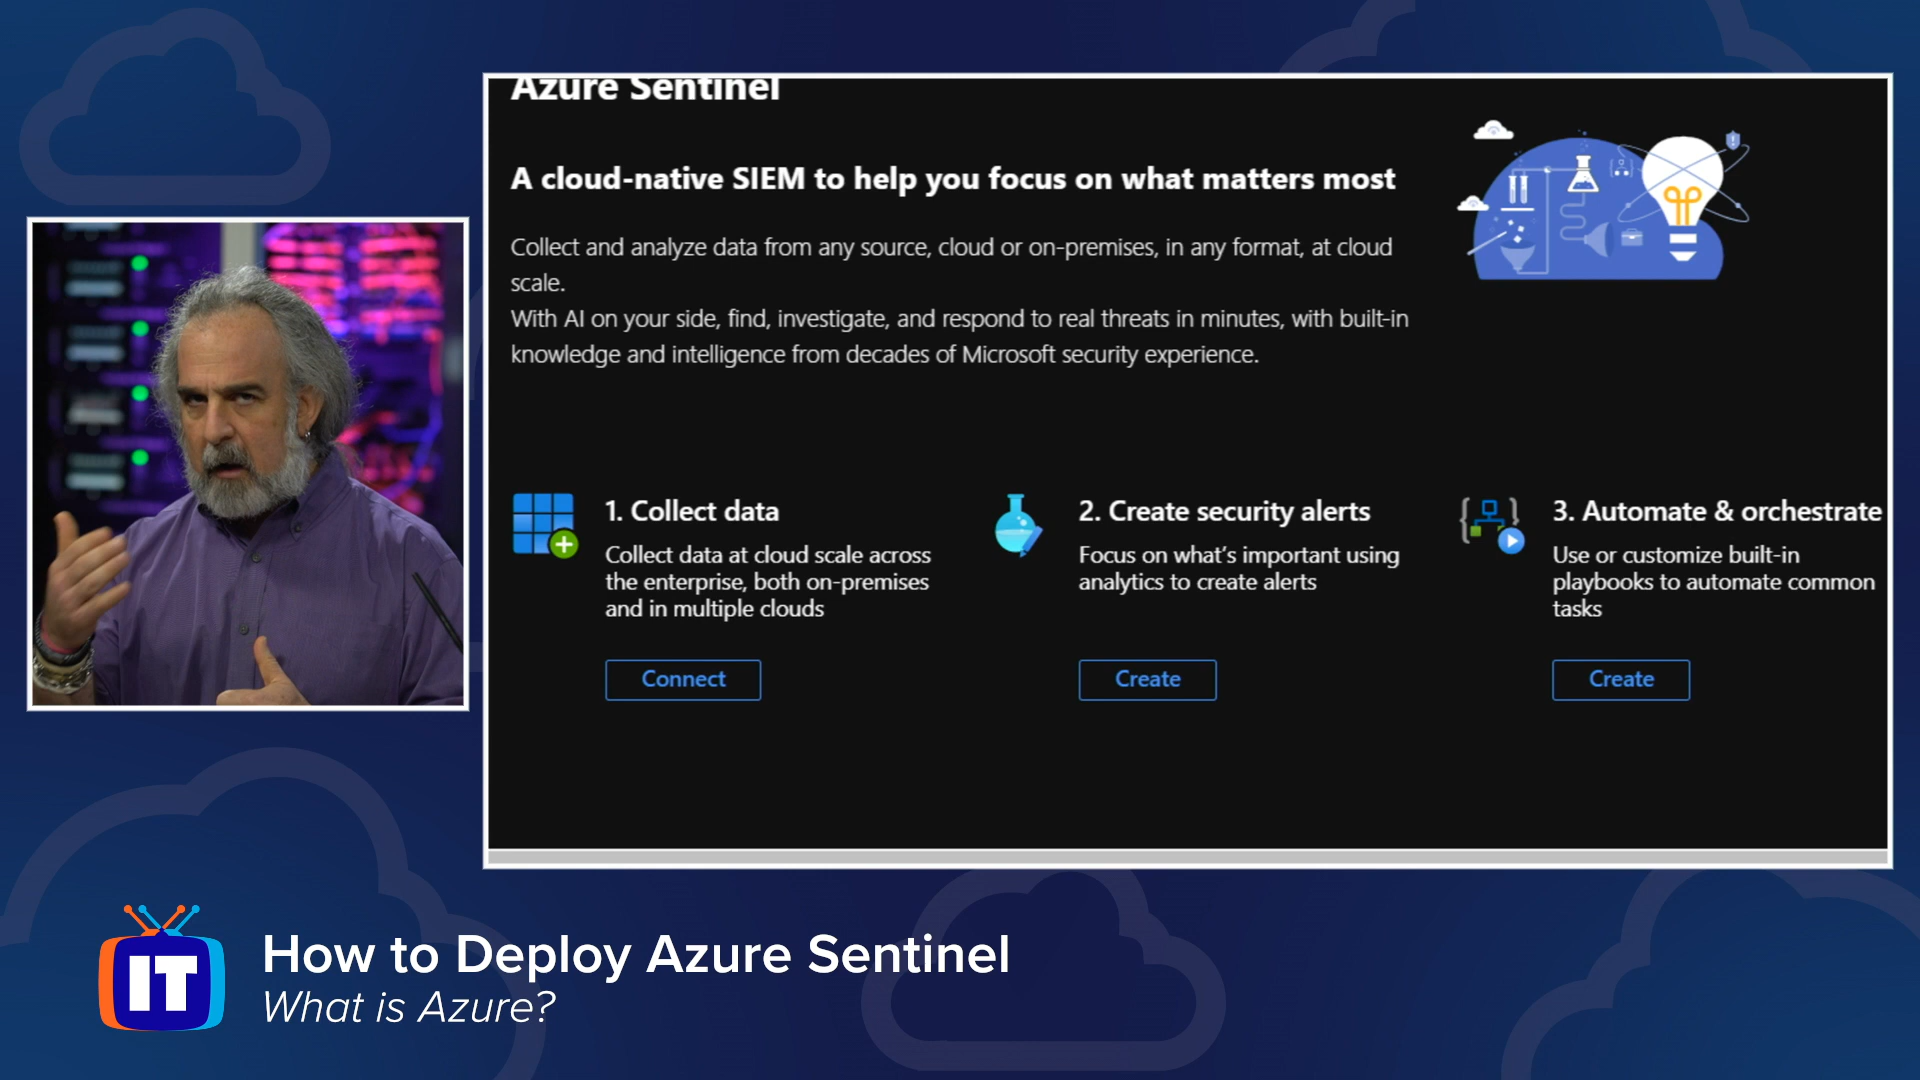 Azure Sentinel
A cloud-native SIEM to help you focus on what matters most
Collect and analyze data from any source, cloud or on-premises, in any format, at cloud
scale.
With AI on your side, find, investigate, and respond to real threats in minutes, with built-in
knowledge and intelligence from decades of Microsoft security experience.
1. Collect data
Collect data at cloud scale across
the enterprise, both on-premises
and in multiple clouds
Connect
2. Create security alerts
Focus on what’s important using
analytics to create alerts
Create
3. Automate & orchestrate
Use or customize built-in
playbooks to automate common
tasks
Create
IT
How to Deploy Azure Sentinel
What is Azure?